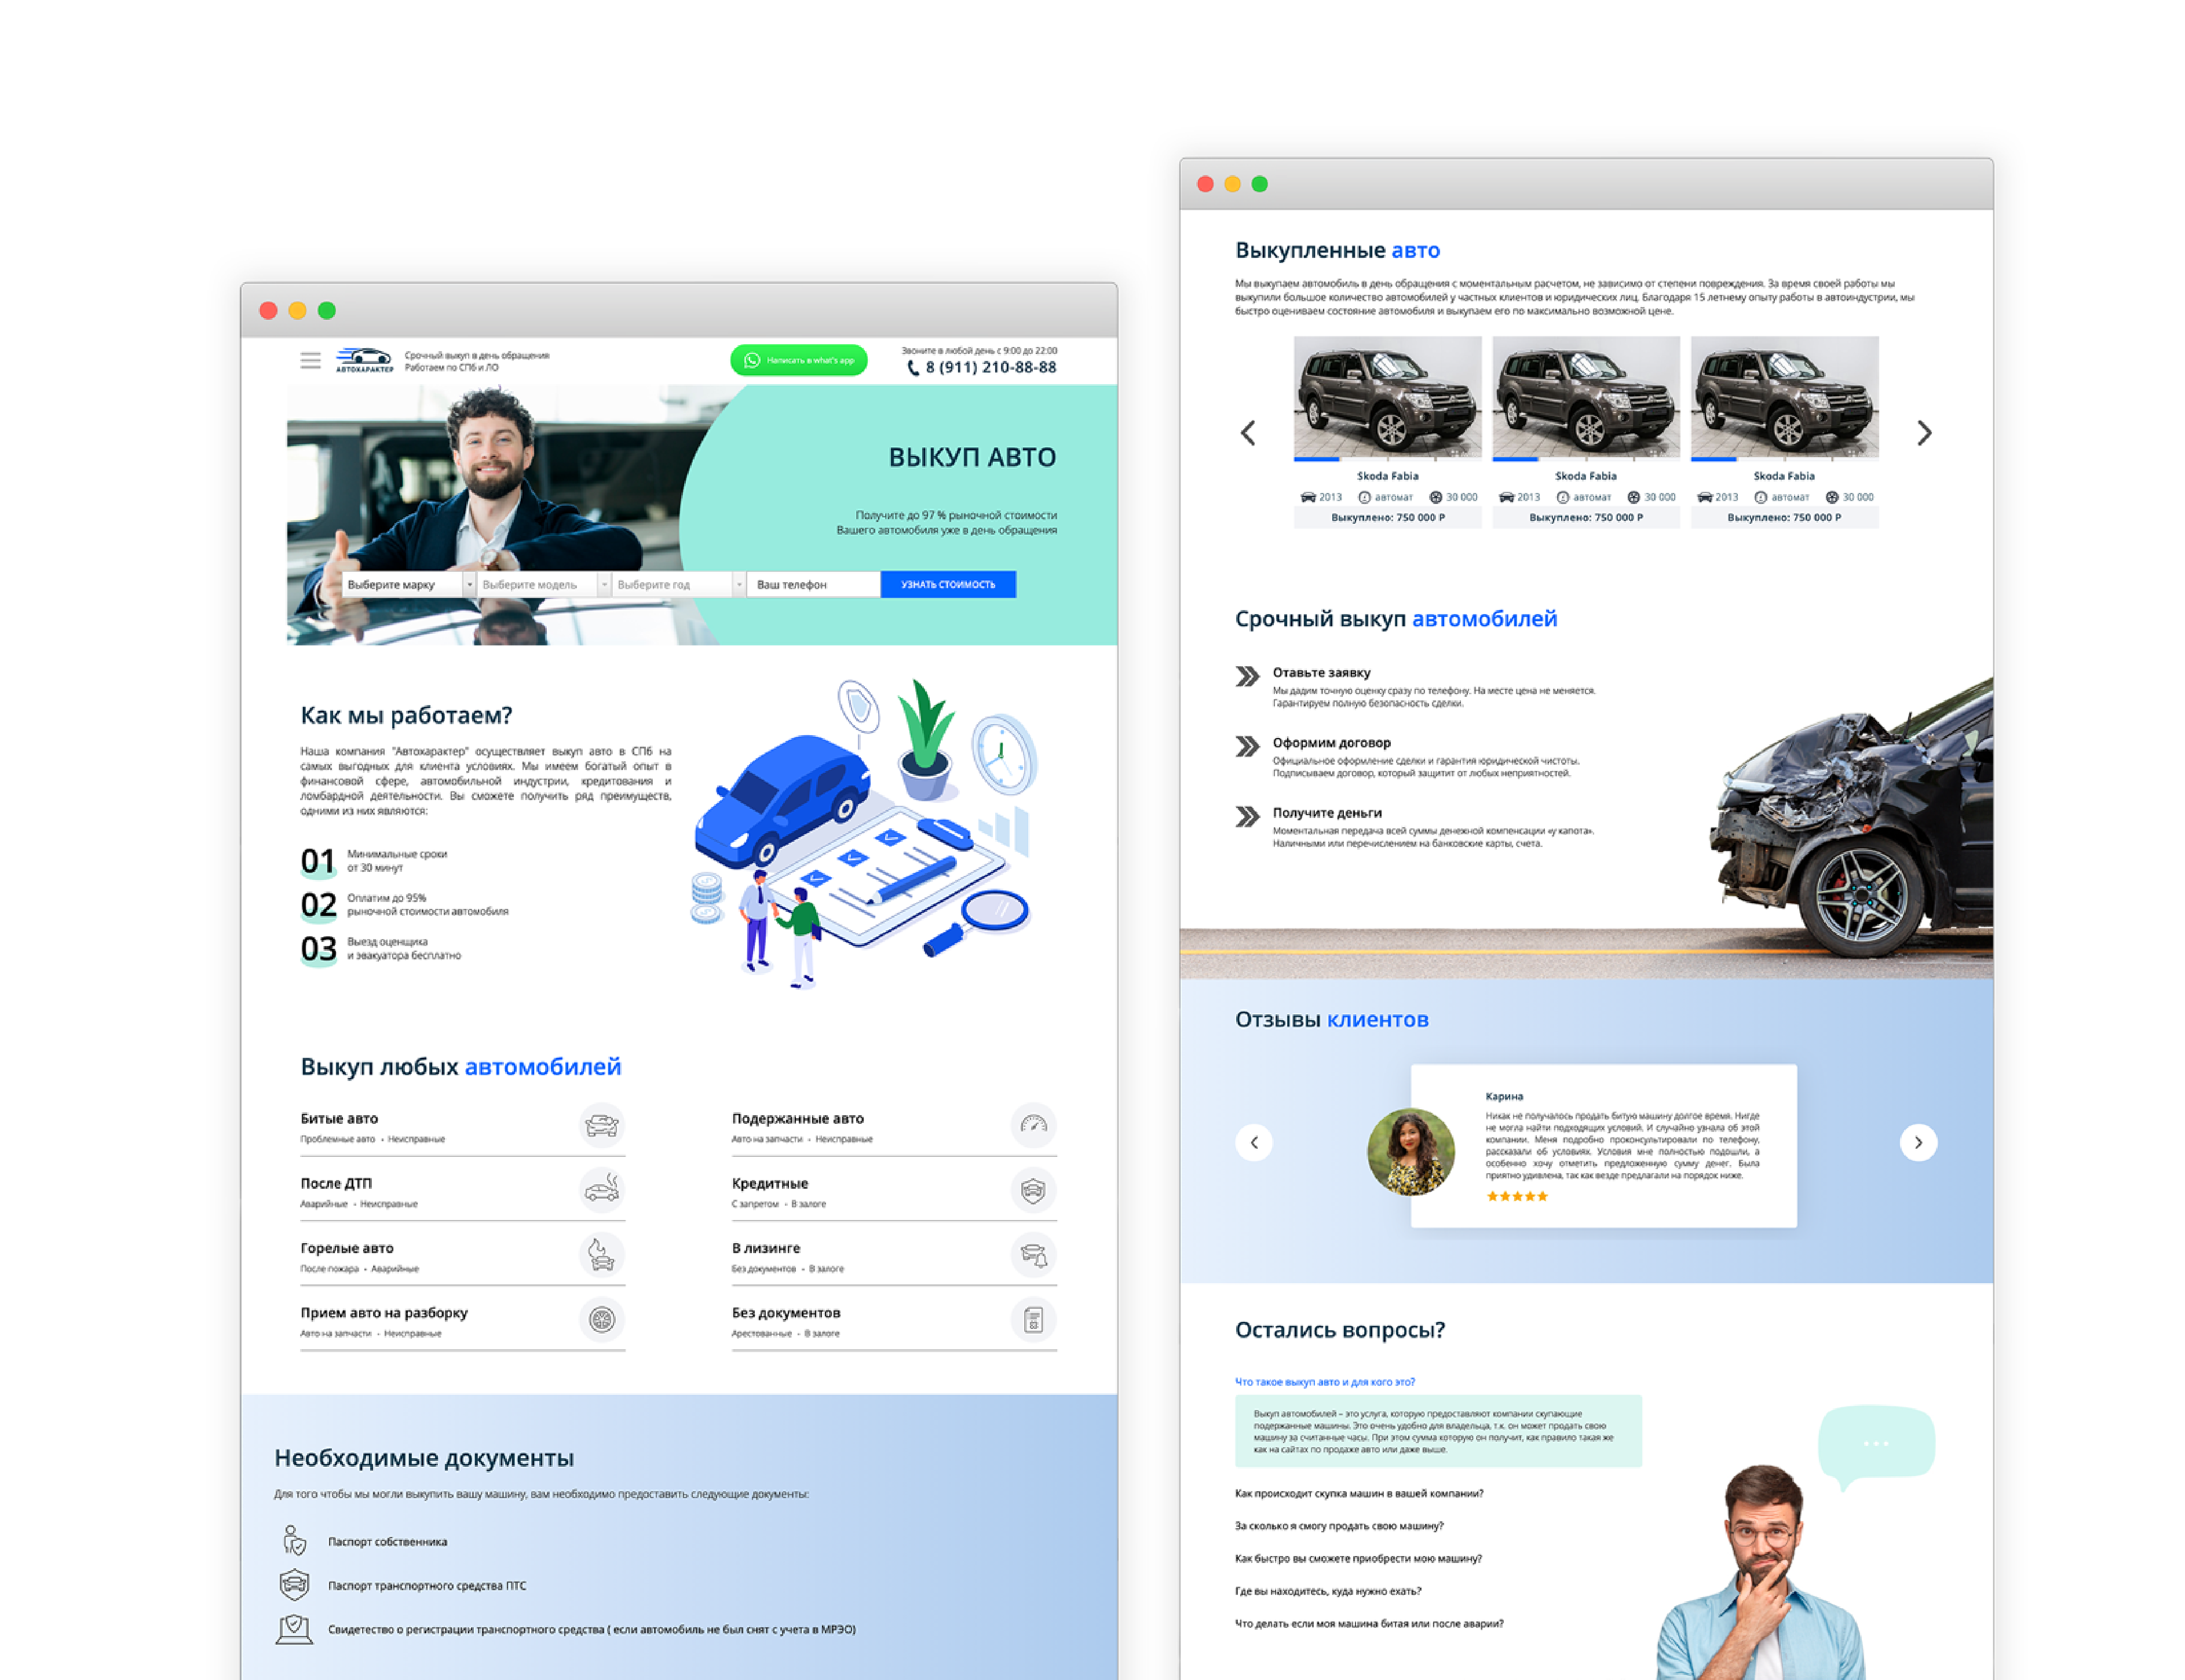 АВТОХАРАКТЕР
Срочный выкуп в день обращения
Работаем по СПб и ЛО
Написать в what's app
Звоните в любой день с 9:00 до 22:00
8 (911) 210-88-88
ВЫКУП АВТО
Получите до 97 % рыночной стоимости
Вашего автомобиля уже в день обращения
Выберите марку
Выберите модель
Выберите год
Ваш телефон
УЗНАТЬ СТОИМОСТЬ
Как мы работаем?
Наша компания "Автохарактер" осуществляет выкуп авто в СПб на
самых выгодных для клиента условиях. Мы имеем богатый опыт в
финансовой сфере, автомобильной индустрии, кредитования и
ломбардной деятельности. Вы сможете получить ряд преимуществ,
одними из них являются:
01
Минимальные сроки
от 30 минут
02
Оплатим до 95%
рыночной стоимости автомобиля
03
Выезд оценщика
и эвакуатора бесплатно
Выкуп любых автомобилей
Битые авто
Проблемные авто • Неисправные
После ДТП
Аварийные • Неисправные
Горелые авто
После пожара • Аварийные
Прием авто на разборку
Авто на запчасти • Неисправные
Подержанные авто
Авто на запчасти • Неисправные
Кредитные
С запретом • В залоге
В лизинге
Без документов • В залоге
Без документов
Арестованные • В залоге
Необходимые документы
Для того чтобы мы могли выкупить вашу машину, вам необходимо предоставить следующие документы:
Паспорт собственника
Паспорт транспортного средства ПТС
Свидетество о регистрации транспортного средства ( если автомобиль не был снят с учета в МРЭО)
Выкупленные авто
Мы выкупаем автомобиль в день обращения с моментальным расчетом, не зависимо от степени повреждения. За время своей работы мы
выкупили большое количество автомобилей у частных клиентов и юридических лиц. Благодаря 15 летнему опыту работы в автоиндустрии, мы
быстро оцениваем состояние автомобиля и выкупаем его по максимально возможной цене.
Skoda Fabia
2013 автомат 30 000
Выкуплено: 750 000 Р
Skoda Fabia
2013 автомат 30 000
Выкуплено: 750 000 Р
Skoda Fabia
2013 автомат 30 000
Выкуплено: 750 000 Р
Срочный выкуп автомобилей
Отавьте заявку
Мы дадим точную оценку сразу по телефону. На месте цена не меняется.
Гарантируем полную безопасность сделки.
Оформим договор
Официальное оформление сделки и гарантия юридической чистоты.
Подписываем договор, который защитит от любых неприятностей.
Получите деньги
Моментальная передача всей суммы денежной компенсации «у капота».
Наличными или перечислением на банковские карты, счета.
Отзывы клиентов
Карина
Никак не получалось продать битую машину долгое время. Нигде
не могла найти подходящих условий. И случайно узнала об этой
компании. Меня подробно проконсультировали по телефону,
рассказали об условиях. Условия мне полностью подошли, а
особенно хочу отметить предложенную сумму денег. Была
приятно удивлена, так как везде предлагали на порядок ниже.
Остались вопросы?
Что такое выкуп авто и для кого это?
Выкуп автомобилей – это услуга, которую предоставляют компании скупающие
подержанные машины. Это очень удобно для владельца, т.к. он может продать свою
машину за считанные часы. При этом сумма которую он получит, как правило такая же
как на сайтах по продаже авто или даже выше.
Как происходит скупка машин в вашей компании?
За сколько я смогу продать свою машину?
Как быстро вы сможете приобрести мою машину?
Где вы находитесь, куда нужно ехать?
Что делать если моя машина битая или после аварии?